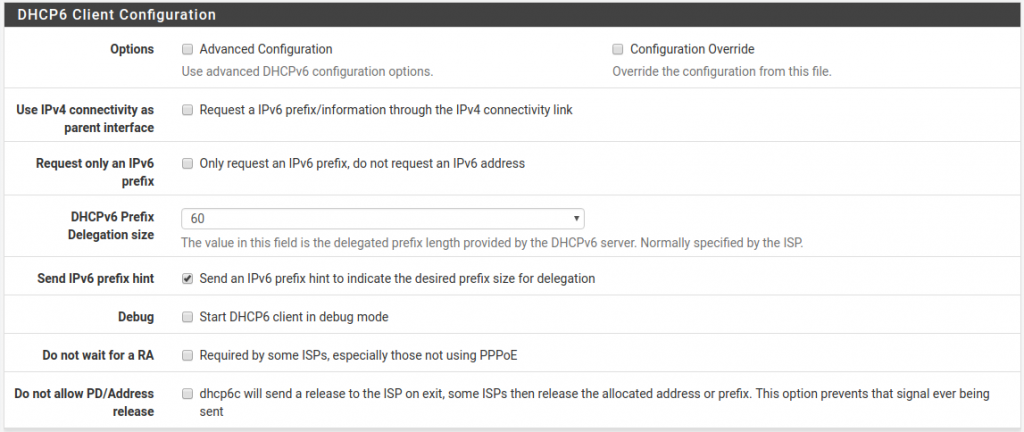 DHCP6 Client Configuration
Options
Advanced Configuration
Configuration Override
Use advanced DHCPv6 configuration options.
Override the configuration from this file.
Use IPv4 connectivity as
parent interface
Request a IPv6 prefix/information through the IPv4 connectivity link
Request only an IPv6
prefix
Only request an IPv6 prefix, do not request an IPv6 address
DHCPv6 Prefix
Delegation size
60
The value in this field is the delegated prefix length provided by the DHCPv6 server. Normally specified by the ISP.
Send IPv6 prefix hint
Send an IPv6 prefix hint to indicate the desired prefix size for delegation
Debug
Start DHCP6 client in debug mode
Do not wait for a RA
Required by some ISPs, especially those not using PPPoE
Do not allow PD/Address
release
dhcp6c will send a release to the ISP on exit, some ISPs then release the allocated address or prefix. This option prevents that signal ever being
sent